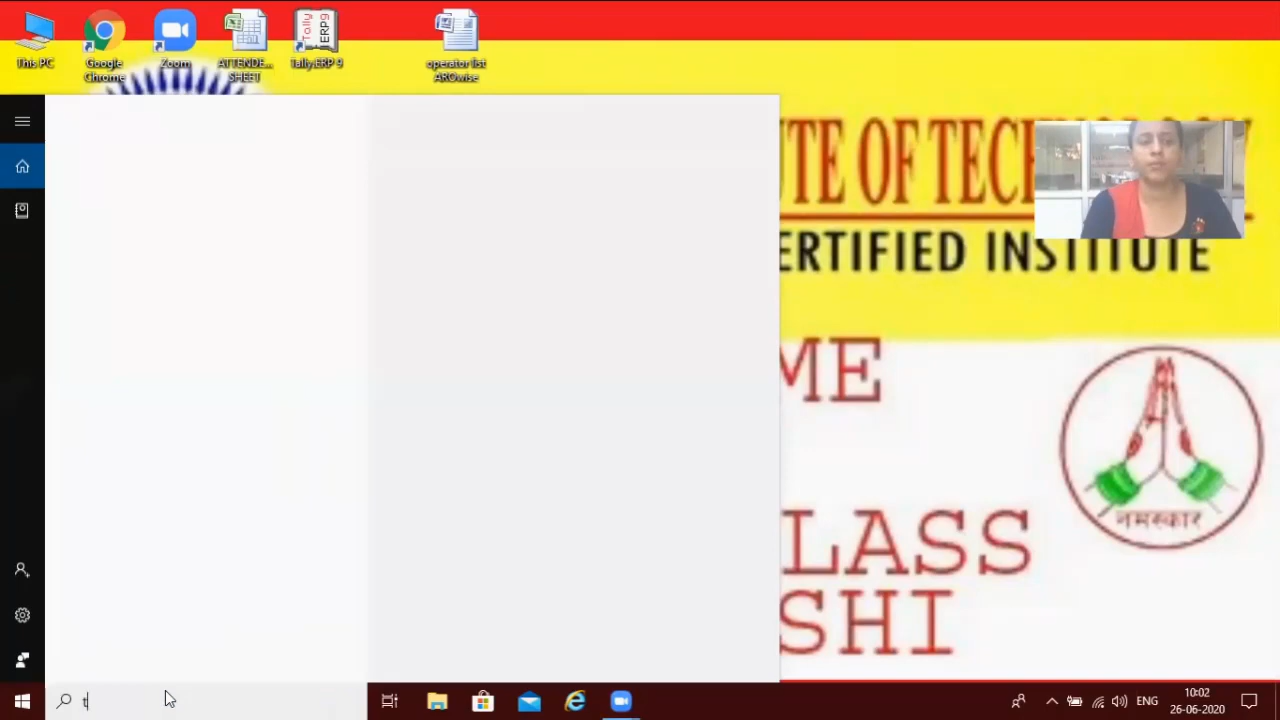 This PC
Google Chrome
Zoom
ATTENDE... SHEET
Tally.ERP 9
operator list AROwise
UTE OF TEC
ERTIFIED INSTITUTE
ME
LASS
SHI
नमस्कार
t
ENG
10:02
26-06-2020